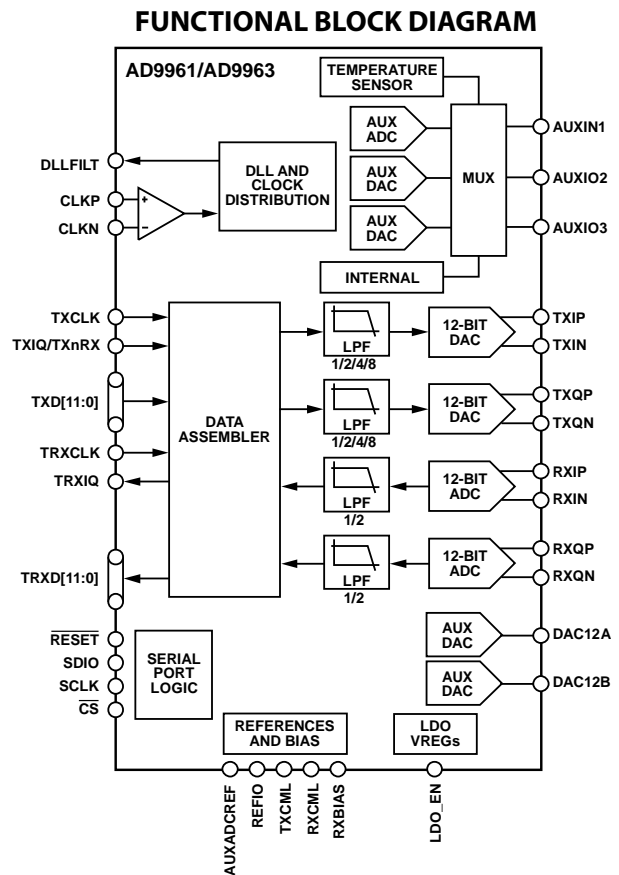 FUNCTIONAL BLOCK DIAGRAM
AD9961/AD9963
TEMPERATURE
SENSOR
AUX
ADC
AUX
DAC
AUX
DAC
MUX
INTERNAL
AUXIN1
AUXIO2
AUXIO3
DLLFILT
CLKP
CLKN
+
–
DLL AND
CLOCK
DISTRIBUTION
TXCLK
TXIQ/TXnRX
TXD[11:0]
TRXCLK
TRXIQ
TRXD[11:0]
DATA
ASSEMBLER
LPF
1/2/4/8
12-BIT
DAC
TXIP
TXIN
LPF
1/2/4/8
12-BIT
DAC
TXQP
TXQN
LPF
1/2
12-BIT
ADC
RXIP
RXIN
LPF
1/2
12-BIT
ADC
RXQP
RXQN
RESET
SDIO
SCLK
CS
SERIAL
PORT
LOGIC
AUX
DAC
DAC12A
AUX
DAC
DAC12B
REFERENCES
AND BIAS
LDO
VREGs
AUXADCREF
REFIO
TXCML
RXCML
RXBIAS
LDO_EN